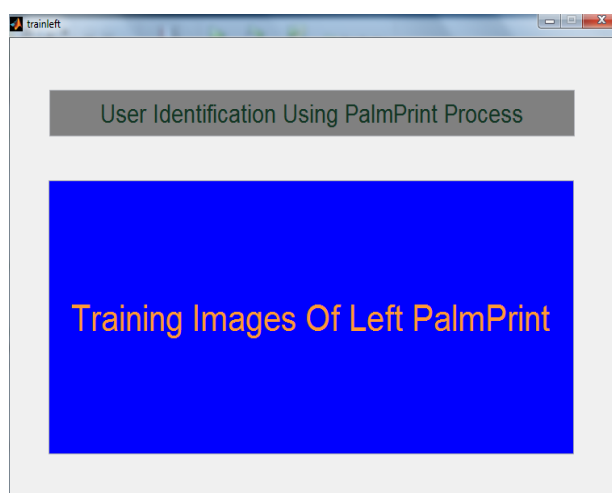 trainleft
User Identification Using PalmPrint Process
Training Images Of Left PalmPrint